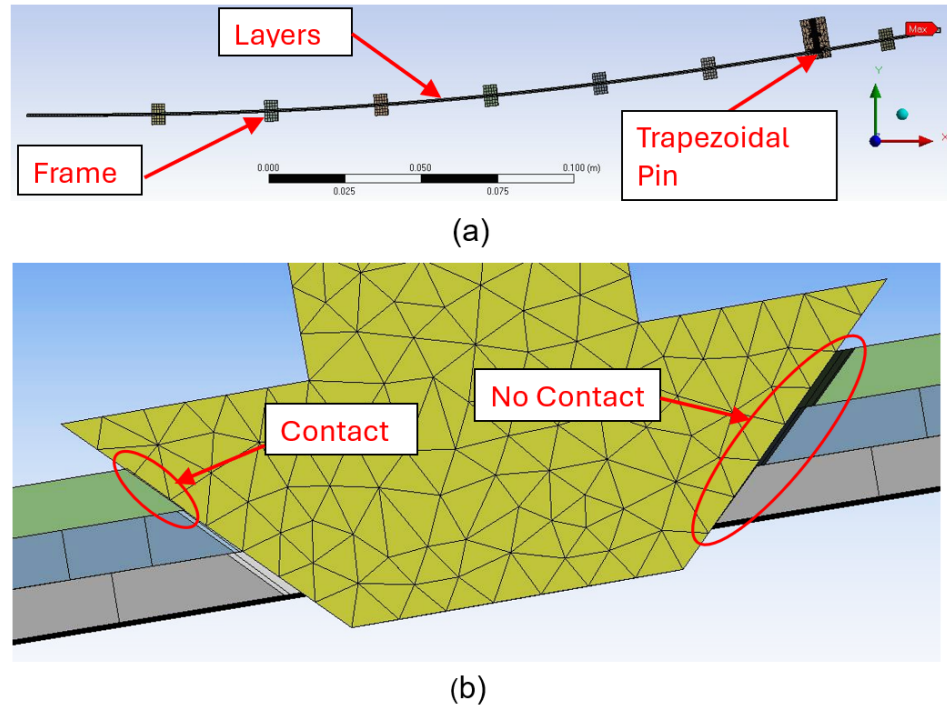 Layers
Max
Y
X
Frame
0.000
0.050
0.100 (m)
0.025
0.075
Trapezoidal
Pin
(a)
No Contact
Contact
(b)